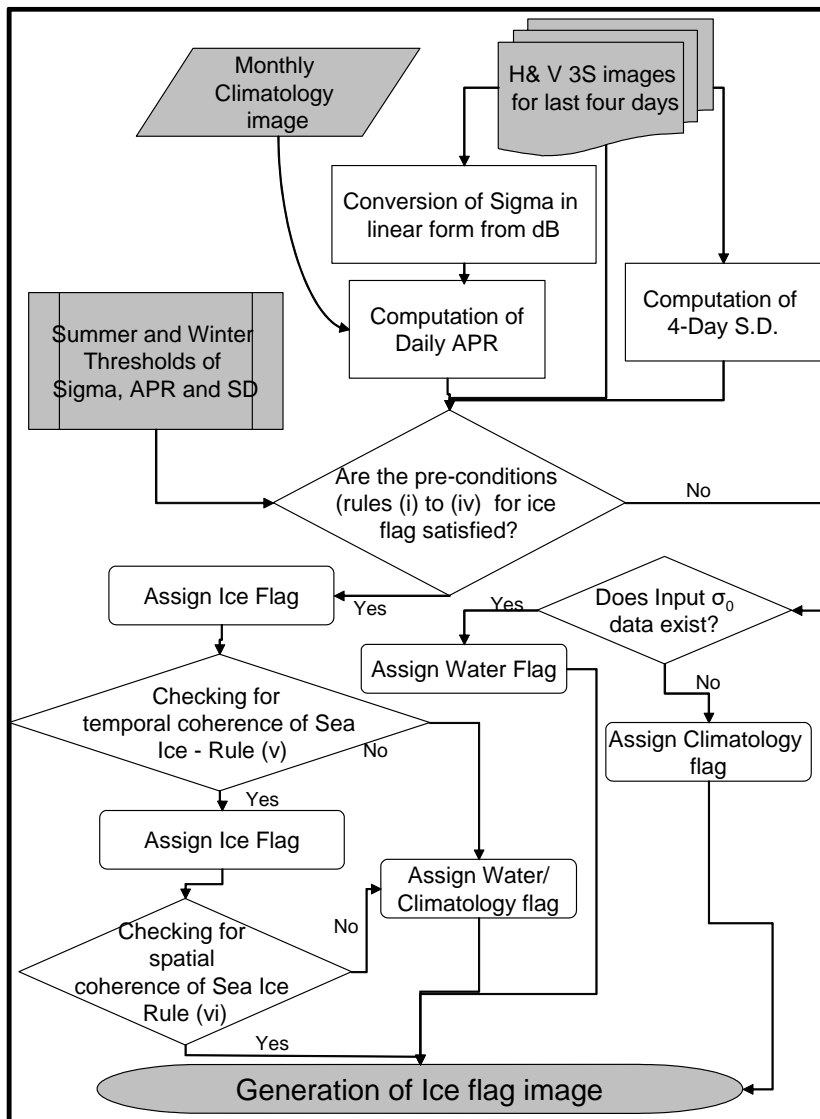 Monthly
Climatology
image
H& V 3S images
for last four days
Conversion of Sigma in
linear form from dB
Summer and Winter
Thresholds of
Sigma, APR and SD
Computation of
Daily APR
Computation of
4-Day S.D.
Are the pre-conditions
(rules (i) to (iv)  for ice
flag satisfied?
No
Assign Ice Flag
Yes
Yes
Does Input σ0
data exist?
Assign Water Flag
No
Checking for
temporal coherence of Sea
Ice - Rule (v)
No
Assign Climatology
flag
Yes
Assign Ice Flag
Assign Water/
Climatology flag
No
Checking for
spatial
coherence of Sea Ice
Rule (vi)
Yes
Generation of Ice flag image